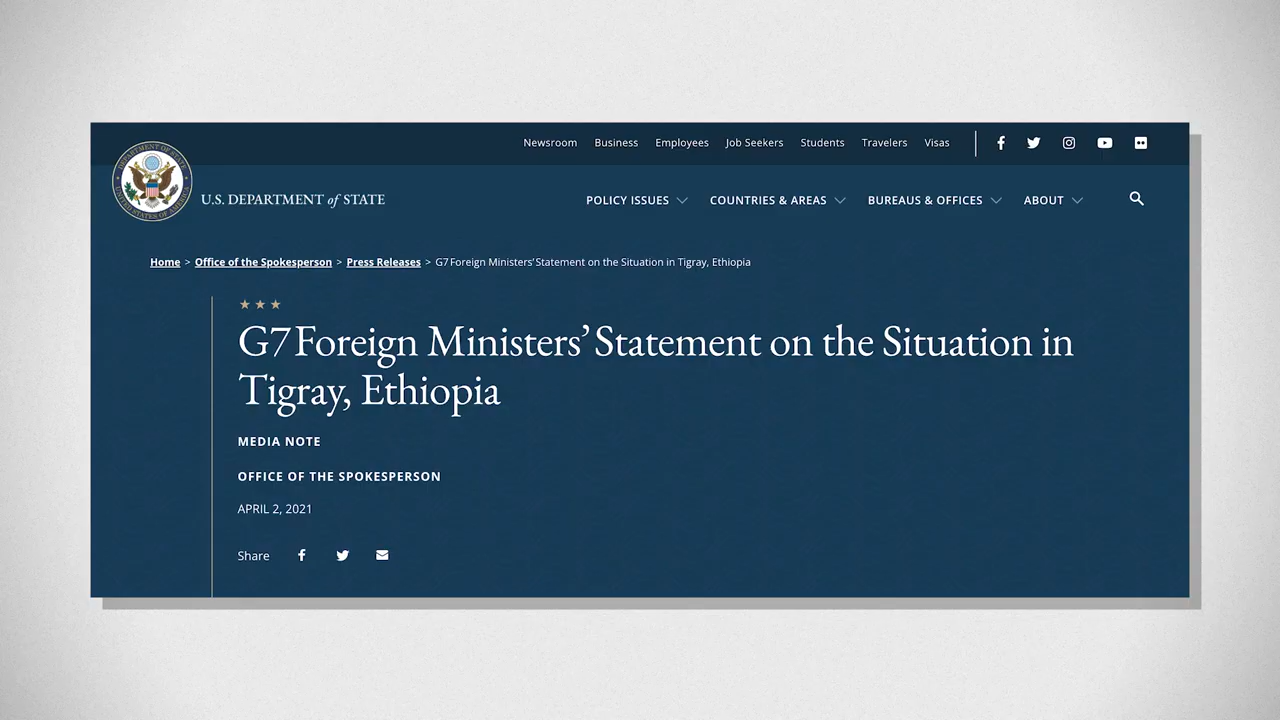 Newsroom Business Employees Job Seekers Students Travelers Visas
U.S. DEPARTMENT of STATE
POLICY ISSUES COUNTRIES & AREAS BUREAUS & OFFICES ABOUT
Home > Office of the Spokesperson > Press Releases > G7 Foreign Ministers' Statement on the Situation in Tigray, Ethiopia
G7 Foreign Ministers' Statement on the Situation in
Tigray, Ethiopia
MEDIA NOTE
OFFICE OF THE SPOKESPERSON
APRIL 2, 2021
Share